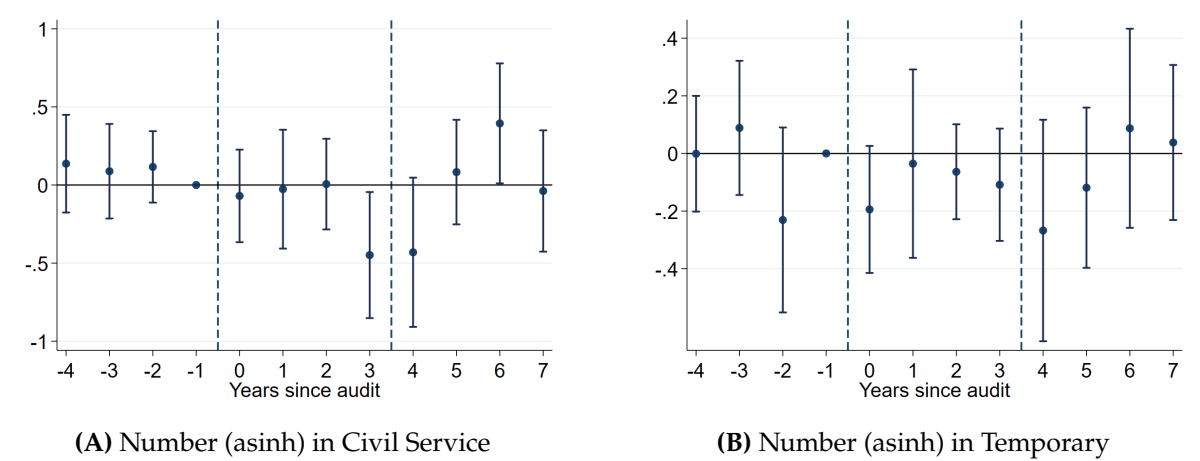 1
.5
0
-.5
-1
-4 -3 -2 -1 0 1 2 3 4 5 6 7
Years since audit
(A) Number (asinh) in Civil Service
.4
.2
0
-.2
-.4
-4 -3 -2 -1 0 1 2 3 4 5 6 7
Years since audit
(B) Number (asinh) in Temporary